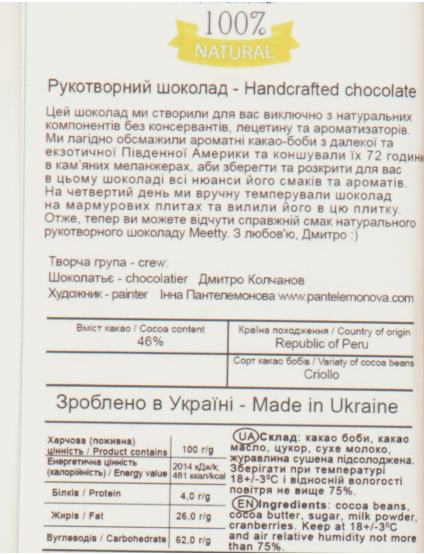 100%
NATURAL
Рукотворний шоколад - Handcrafted chocolate
Цей шоколад ми створили для вас виключно з натуральних
компонентів без консервантів, лецетину та ароматизаторів.
Ми лагідно обсмажили ароматні какао-боби з далекої та
екзотичної Південної Америки та коншували їх 72 години
в кам'яних меланжерах, аби зберегти та розкрити для вас
в цьому шоколаді всі нюанси його смаків та ароматів.
На четвертий день ми вручну темперували шоколад
на мармурових плитах та вилили його в цю плитку.
Отже, тепер ви можете відчути справжній смак натурального
рукотворного шоколаду Meetty. З любов'ю, Дмитро :)
Творча група - crew:
Шоколатьє - chocolatier Дмитро Колчанов
Художник - painter Інна Пантелемонова www.pantelemonova.com
Вміст какао / Cocoa content
46%
Країна походження / Country of origin
Republic of Peru
Сорт какао бобів / Variaty of cocoa beans
Criollo
Зроблено в Україні - Made in Ukraine
Харчова (поживна)
цінність / Product contains 100 г/g
Енергетична цінність
(калорійність) / Energy value
2014 кДж/k;
481 ккал/kcal
Білків / Protein 4,0 г/g
Жирів / Fat 26,0 г/g
Вуглеводів / Carbohedrate 62,0 г/g
UA Склад: какао боби, какао
масло, цукор, сухе молоко,
журавлина сушена підсолоджена.
Зберігати при температурі
18+/-3ºC і відносній вологості
повітря не вище 75%.
EN Ingredients: cocoa beans,
cocoa butter, sugar, milk powder,
cranberries. Keep at 18+/-3ºC
and air relative humidity not more
than 75%.